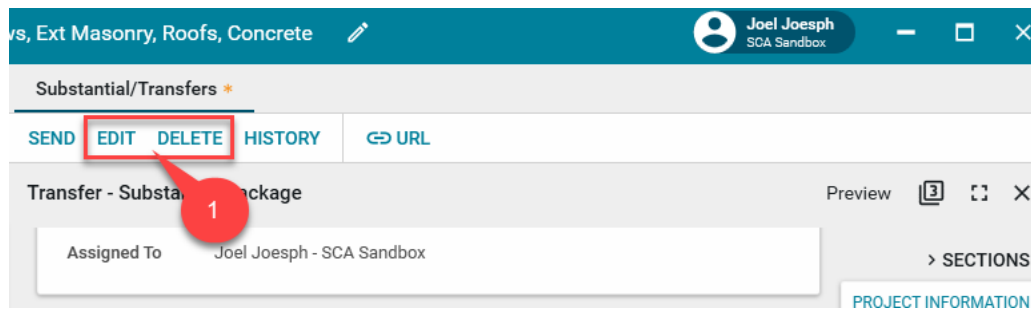 vs, Ext Masonry, Roofs, Concrete
Joel Joesph
SCA Sandbox
Substantial/Transfers *
SEND EDIT DELETE HISTORY URL
Transfer - Substa ackage
1
Preview 3
Assigned To Joel Joesph - SCA Sandbox
> SECTIONS
PROJECT INFORMATION